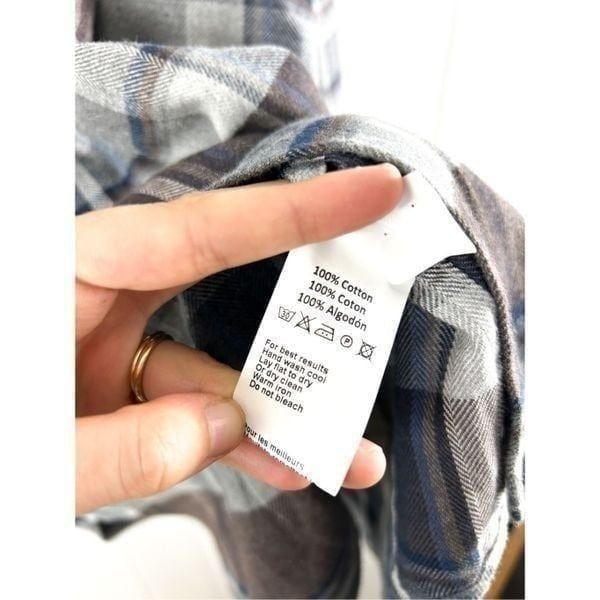 100% Cotton
100% Coton
100% Algodón
30 P
For best results
Hand wash cool
Lay flat to dry
Or dry clean
Warm iron
Do not bleach
les meilleurs